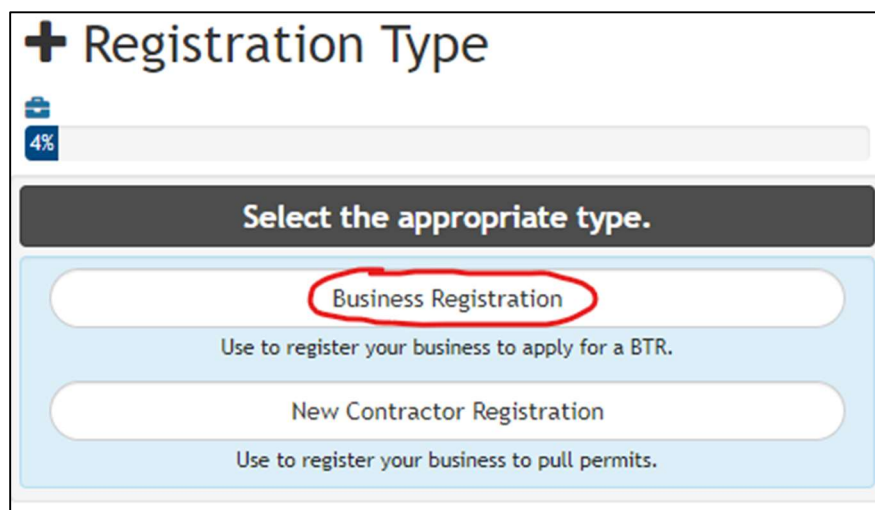 Registration Type
4%
Select the appropriate type.
Business Registration
Use to register your business to apply for a BTR.
New Contractor Registration
Use to register your business to pull permits.